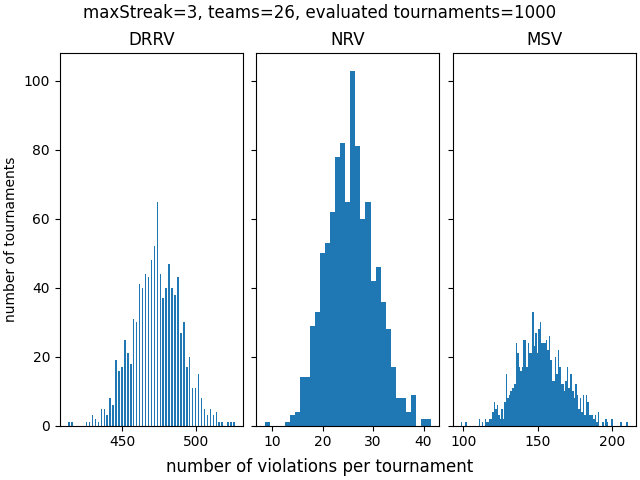 maxStreak=3, teams=26, evaluated tournaments=1000
DRRV
NRV
MSV
number of tournaments
100
80
60
40
20
0
450
500
10
20
30
40
100
150
200
number of violations per tournament